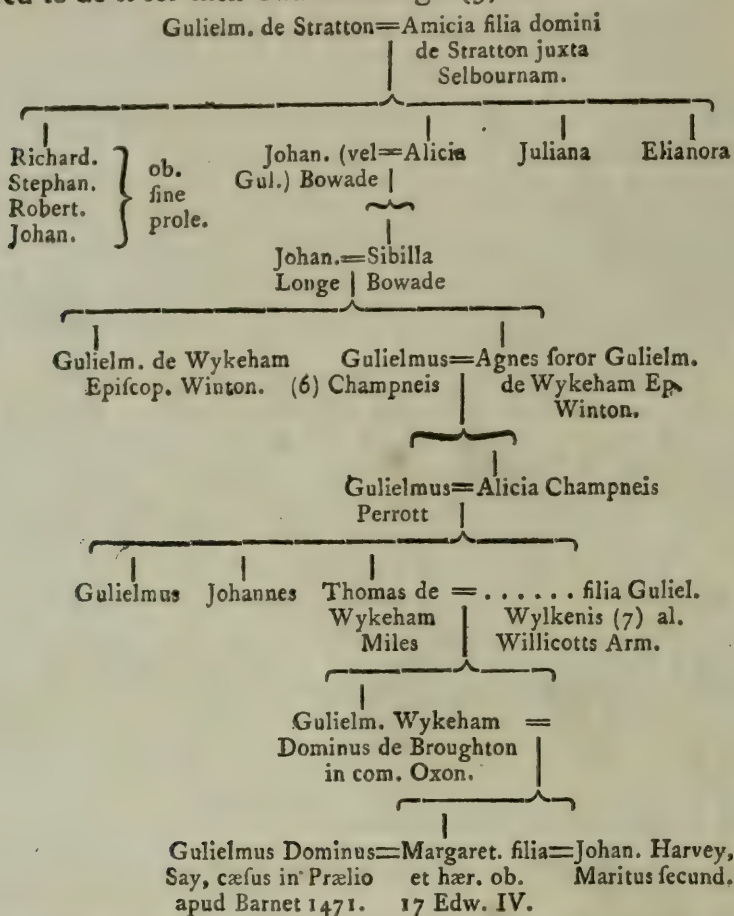 Gulielm. de Stratton=Amicia filia domini
de Stratton juxta
Selbournam.
Richard.
Stephan.
Robert.
Johan.
ob.
ſine
prole.
Johan. (vel=Alicia
Gul.) Bowade
Juliana
Elianora
Johan.=Sibilla
Longe Bowade
Gulielm. de Wykeham
Epiſcop. Winton.
Gulielmus=Agnes ſoror Gulielm.
(6) Champneis de Wykeham Ep.
Winton.
Gulielmus=Alicia Champneis
Perrott
Gulielmus
Johannes
Thomas de = . . . . . . filia Guliel.
Wykeham Wylkenis (7) al.
Miles Willicotts Arm.
Gulielm. Wykeham =
Dominus de Broughton
in com. Oxon.
Gulielmus Dominus=Margaret. filia=Johan. Harvey,
Say, cæſus in Prælio et hær. ob. Maritus ſecund.
apud Barnet 1471. 17 Edw. IV.